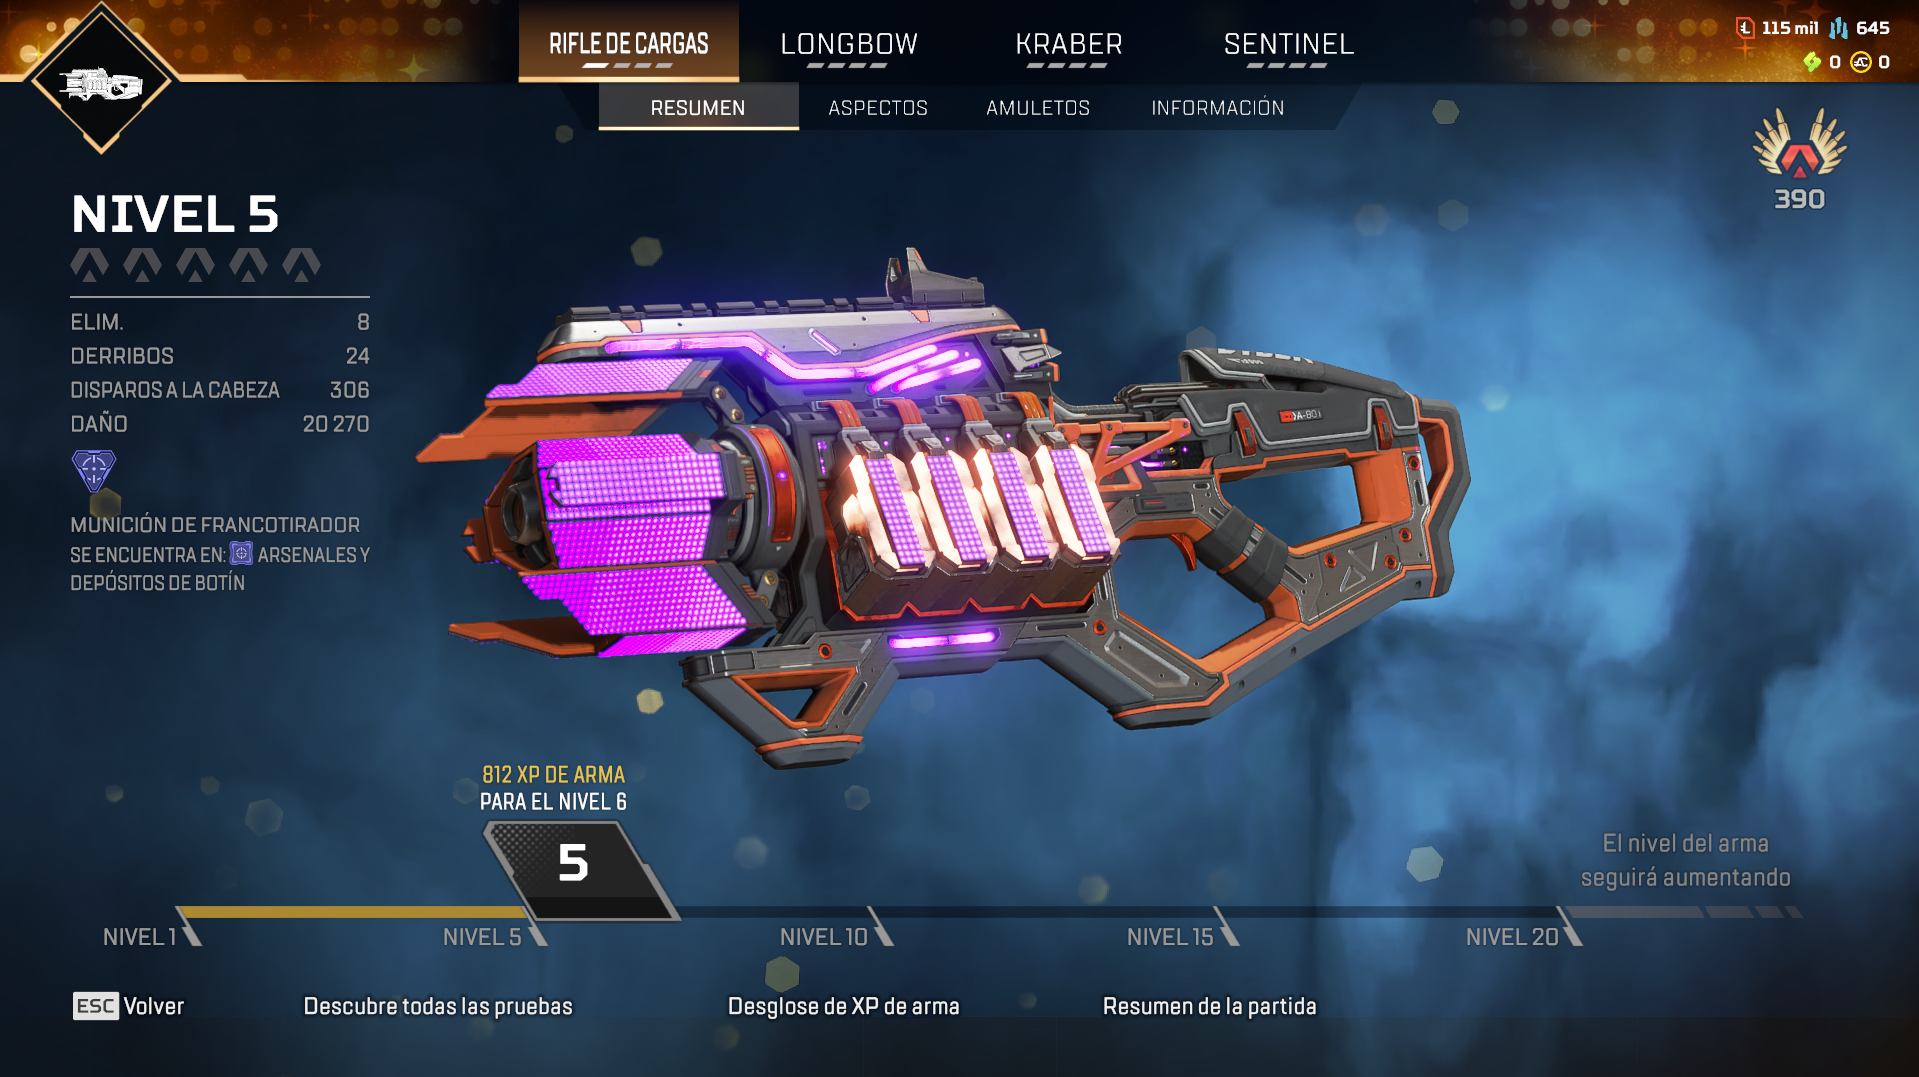 RIFLE DE CARGAS
LONGBOW
KRABER
SENTINEL
115 mil
645
0
0
RESUMEN
ASPECTOS
AMULETOS
INFORMACIÓN
390
NIVEL 5
ELIM. 8
DERRIBOS 24
DISPAROS A LA CABEZA 306
DAÑO 20 270
MUNICIÓN DE FRANCOTIRADOR
SE ENCUENTRA EN: ARSENALES Y
DEPÓSITOS DE BOTÍN
812 XP DE ARMA
PARA EL NIVEL 6
5
El nivel del arma
seguirá aumentando
NIVEL 1
NIVEL 5
NIVEL 10
NIVEL 15
NIVEL 20
ESC Volver
Descubre todas las pruebas
Desglose de XP de arma
Resumen de la partida